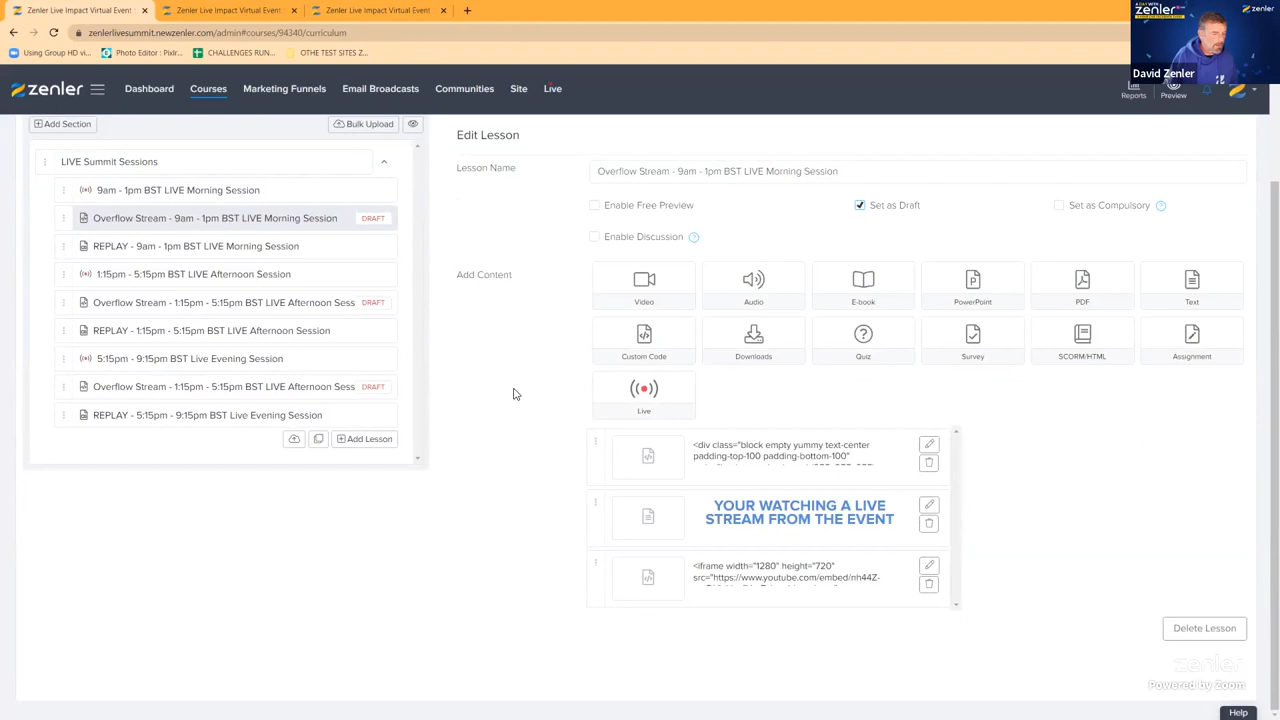 Zenler Live Impact Virtual Event
Zenler Live Impact Virtual Event
Zenler Live Impact Virtual Event
zenlerlivesummit.newzenler.com/admin#courses/94340/curriculum
Using Group HD vi...
Photo Editor : Pixlr...
CHALLENGES RUN...
OTHE TEST SITES Z...
A DAY WITH
zenler
zenler
David Zenler
zenler
Dashboard
Courses
Marketing Funnels
Email Broadcasts
Communities
Site
Live
Reports
Preview
Add Section
Bulk Upload
LIVE Summit Sessions
9am - 1pm BST LIVE Morning Session
Overflow Stream - 9am - 1pm BST LIVE Morning Session DRAFT
REPLAY - 9am - 1pm BST LIVE Morning Session
1:15pm - 5:15pm BST LIVE Afternoon Session
Overflow Stream - 1:15pm - 5:15pm BST LIVE Afternoon Sess DRAFT
REPLAY - 1:15pm - 5:15pm BST LIVE Afternoon Session
5:15pm - 9:15pm BST Live Evening Session
Overflow Stream - 1:15pm - 5:15pm BST LIVE Afternoon Sess DRAFT
REPLAY - 5:15pm - 9:15pm BST Live Evening Session
Add Lesson
Edit Lesson
Lesson Name
Overflow Stream - 9am - 1pm BST LIVE Morning Session
Enable Free Preview
Set as Draft
Set as Compulsory ?
Enable Discussion ?
Add Content
Video
Audio
E-book
PowerPoint
PDF
Text
Custom Code
Downloads
Quiz
Survey
SCORM/HTML
Assignment
Live
<div class="block empty yummy text-center
padding-top-100 padding-bottom-100"
YOUR WATCHING A LIVE
STREAM FROM THE EVENT
<iframe width="1280" height="720"
src="https://www.youtube.com/embed/nh44Z-
Delete Lesson
zenler
Powered by Zoom
Help